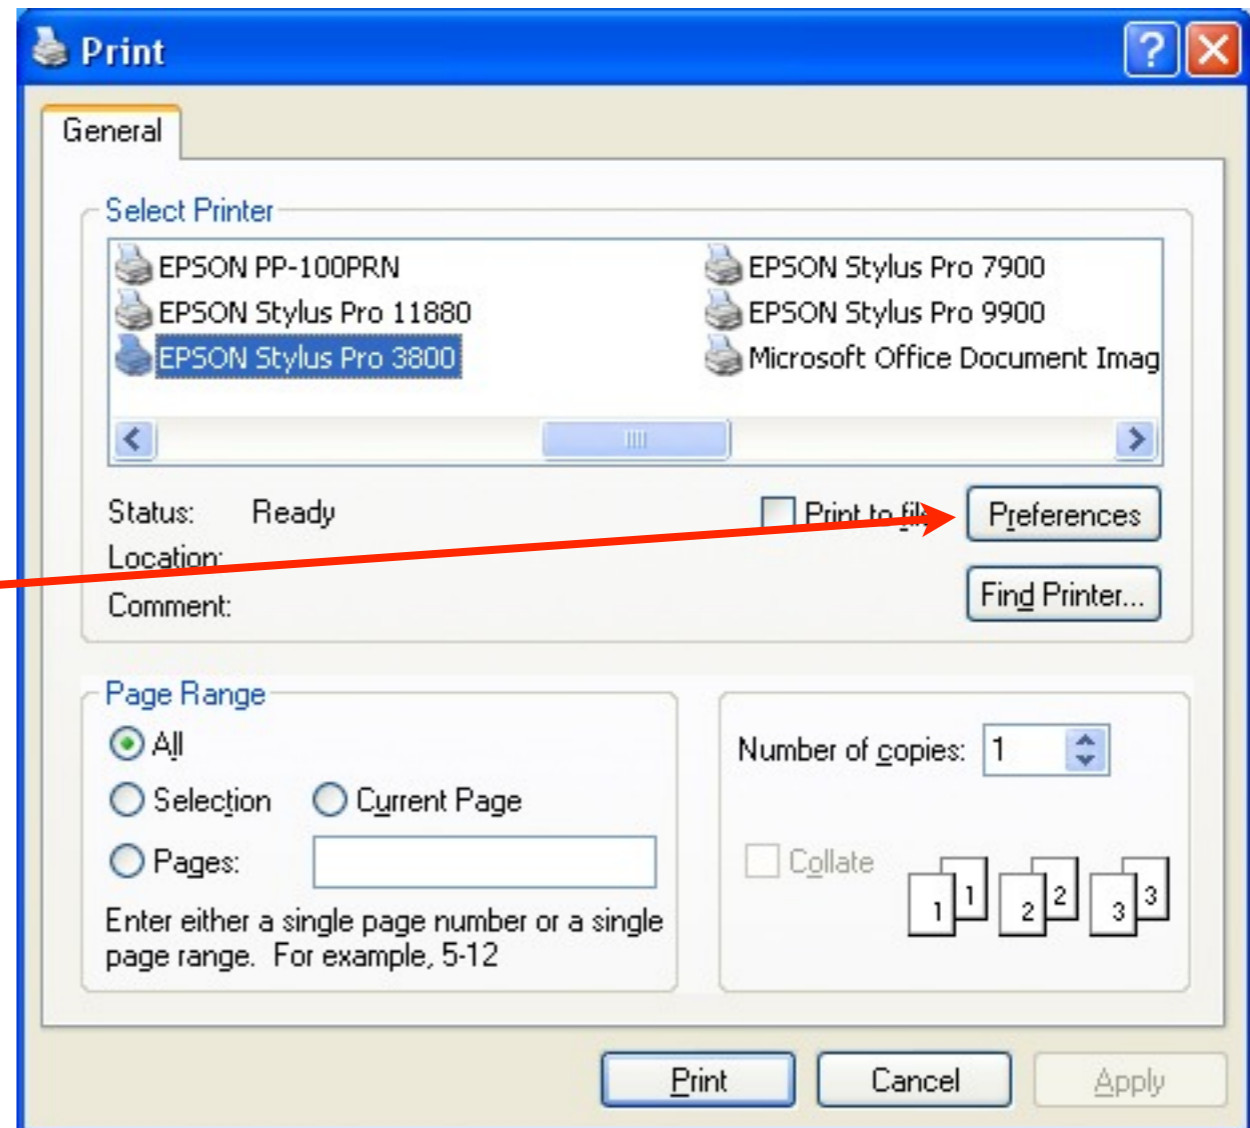 Print
General
Select Printer
EPSON PP-100PRN
EPSON Stylus Pro 7900
EPSON Stylus Pro 11880
EPSON Stylus Pro 9900
EPSON Stylus Pro 3800
Microsoft Office Document Imag
Status: Ready
Print to file
Preferences
Location:
Comment:
Find Printer...
Page Range
All
Selection
Current Page
Pages:
Enter either a single page number or a single
page range. For example, 5-12
Number of copies: 1
Collate
1 1 2 2 3 3
Print
Cancel
Apply